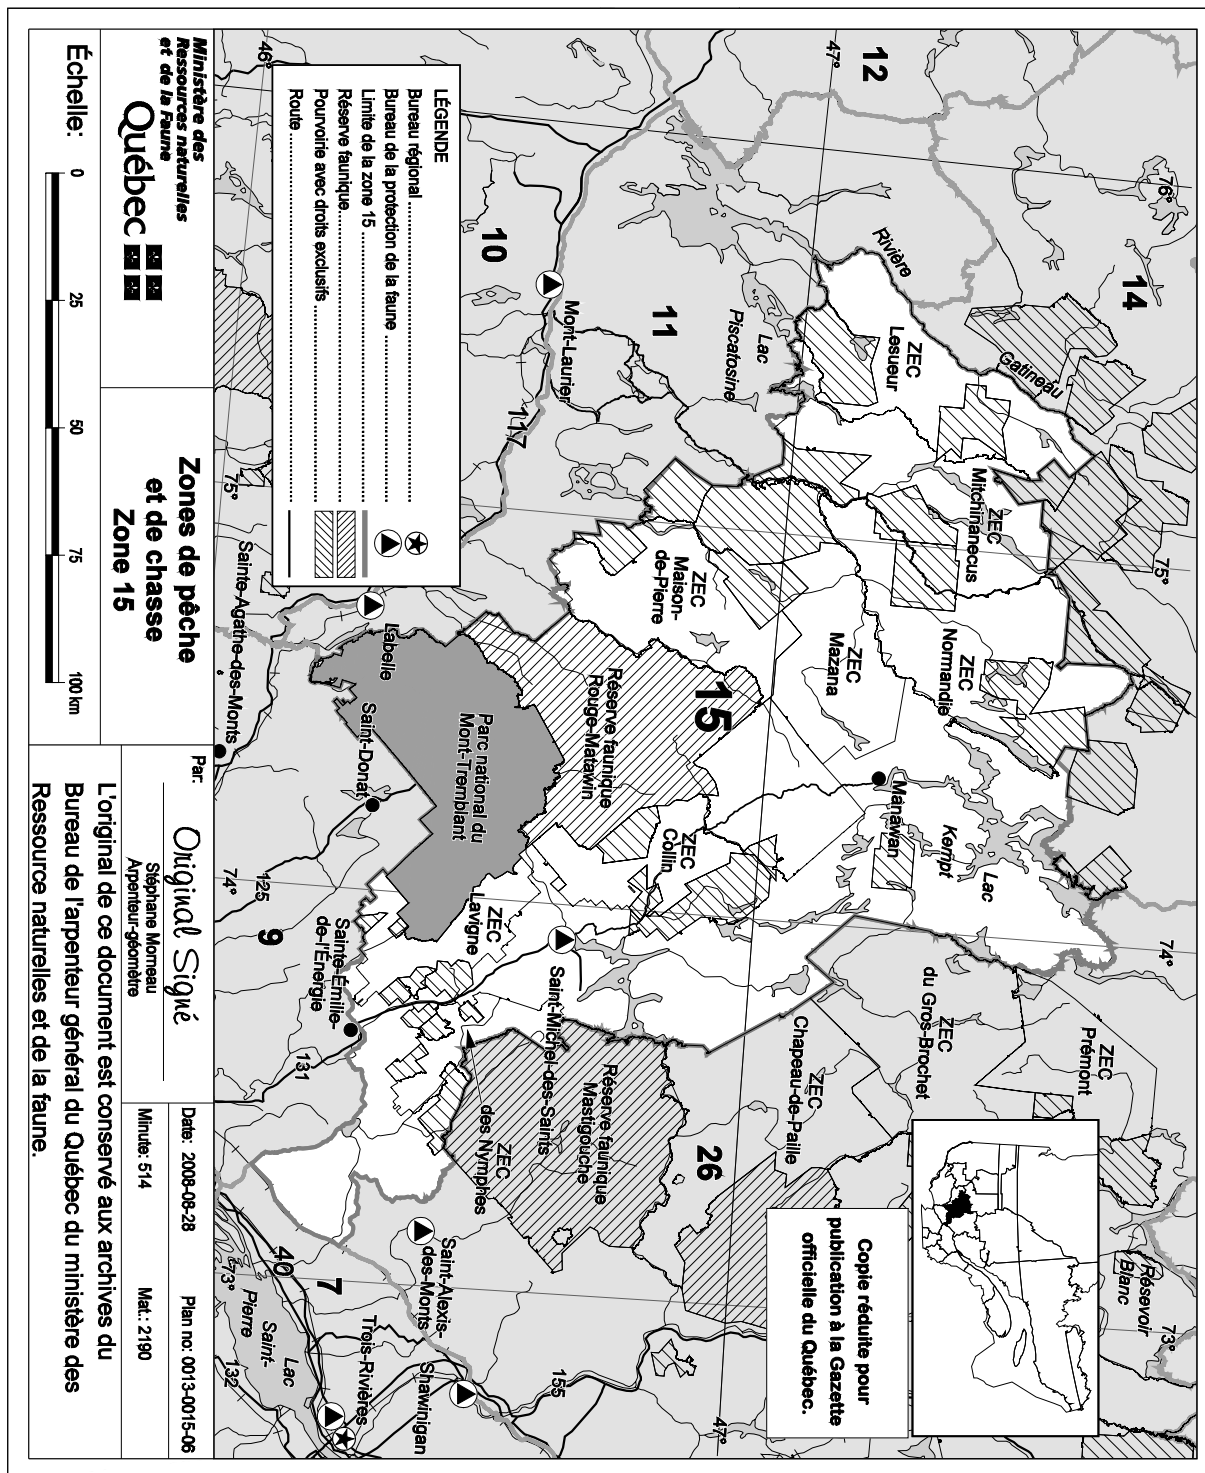 12
47°
76°
14
46°
LÉGENDE
Bureau régional
Bureau de la protection de la faune
Limite de la zone 15
Réserve faunique
Pourvoirie avec droits exclusifs
Route
10
11
Mont-Laurier
117
Lac
Piscatosine
Rivière
Gatineau
ZEC
Lesueur
ZEC
Mitchinanecus
75°
ZEC
Normandie
ZEC
Maison-
de-Pierre
ZEC
Mazana
75°
Sainte-Agathe-des-Monts
Labelle
Saint-Donat
Parc national du
Mont-Tremblant
Réserve faunique
Rouge-Matawin
15
Manawan
Lac
Kempt
ZEC
Collin
ZEC
Lavigne
74°
74°
125
9
Sainte-Émilie-
de-l'Énergie
131
Saint-Michel-des-Saints
ZEC
des Nymphes
Réserve faunique
Mastigouche
26
ZEC
Chapeau-de-Paille
ZEC
du Gros-Brochet
ZEC
Prémont
Résevoir
Blanc
73°
Saint-Alexis-
des-Monts
7
40
73°
Lac
Saint-
Pierre
132
Trois-Rivières
Shawinigan
155
47°
Copie réduite pour
publication à la Gazette
officielle du Québec.
Ministère des
Ressources naturelles
et de la Faune
Québec
Échelle:
0 25 50 75 100 km
Zones de pêche
et de chasse
Zone 15
Par:
Original Signé
Stéphane Morneau
Arpenteur-géomètre
Date: 2008-08-28 Plan no: 0013-0015-06
Minute: 514 Mat.: 2190
L'original de ce document est conservé aux archives du
Bureau de l'arpenteur général du Québec du ministère des
Ressource naturelles et de la faune.